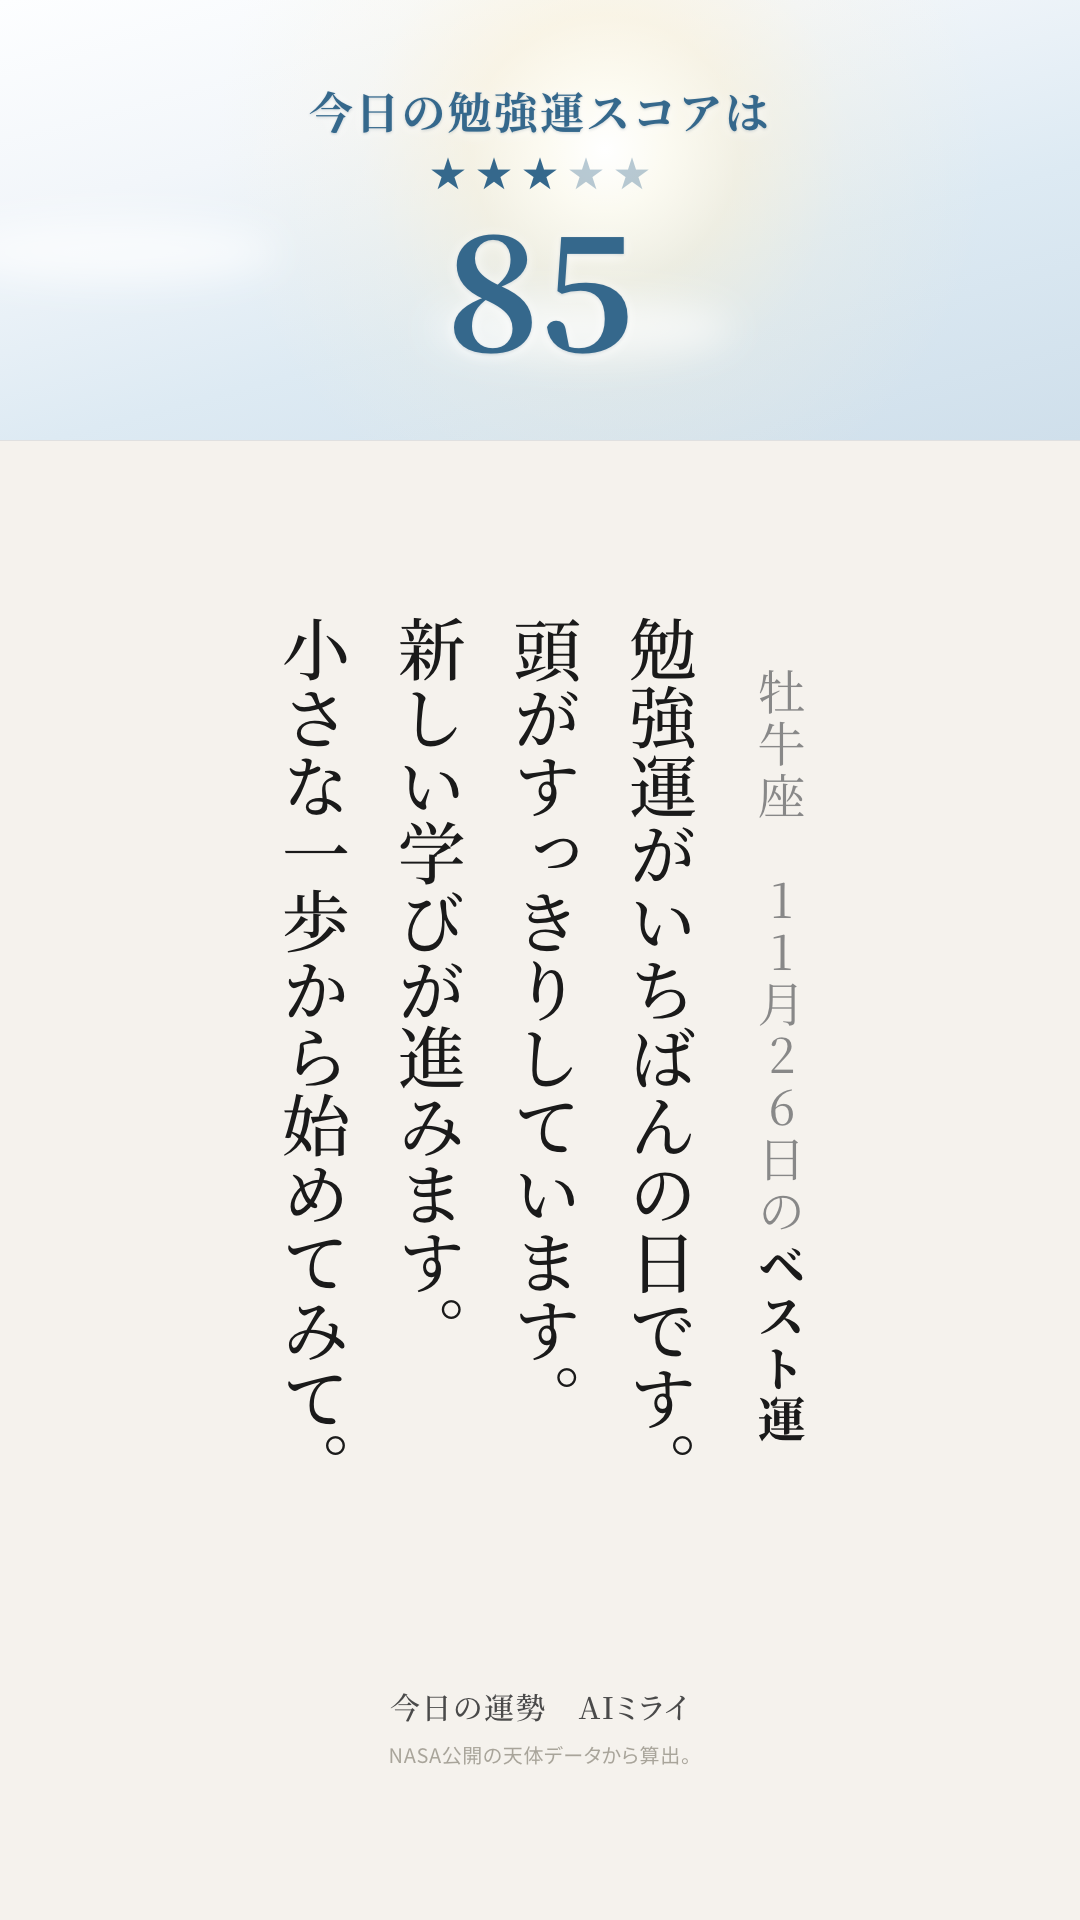 今日の勉強運スコアは
★★★★★
85
牡牛座　11月26日のベスト運
勉強運がいちばんの日です。
頭がすっきりしています。
新しい学びが進みます。
小さな一歩から始めてみて。
今日の運勢　AIミライ
NASA公開の天体データから算出。